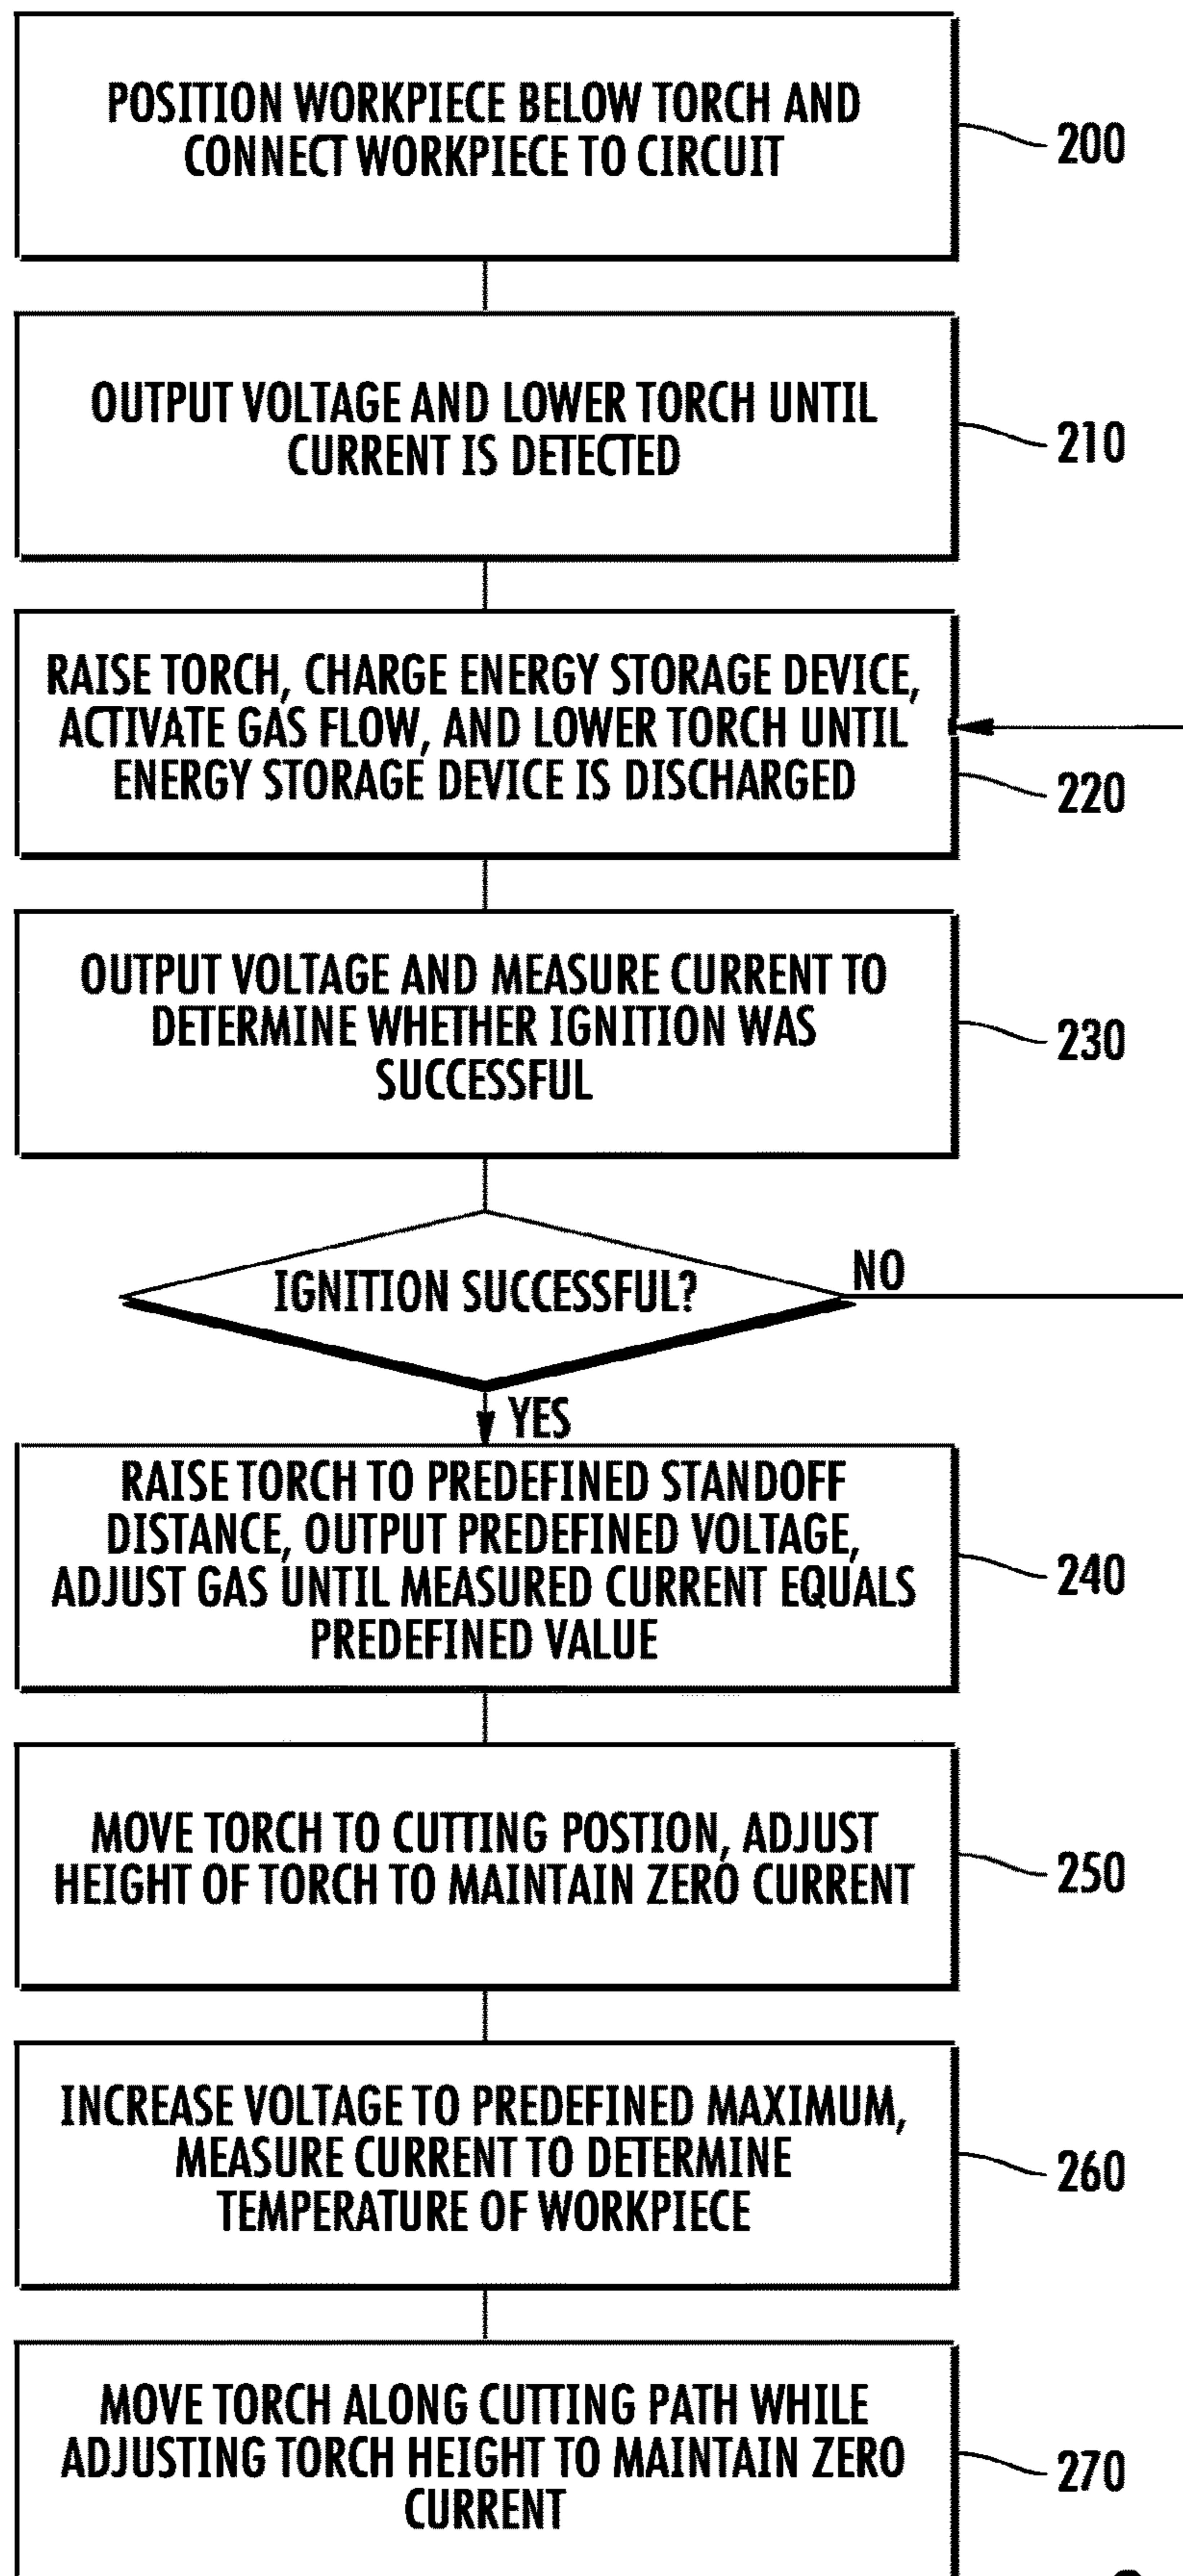 POSITION WORKPIECE BELOW TORCH AND
CONNECT WORKPIECE TO CIRCUIT
200
OUTPUT VOLTAGE AND LOWER TORCH UNTIL
CURRENT IS DETECTED
210
RAISE TORCH, CHARGE ENERGY STORAGE DEVICE,
ACTIVATE GAS FLOW, AND LOWER TORCH UNTIL
ENERGY STORAGE DEVICE IS DISCHARGED
220
OUTPUT VOLTAGE AND MEASURE CURRENT TO
DETERMINE WHETHER IGNITION WAS
SUCCESSFUL
230
IGNITION SUCCESSFUL?
NO
YES
RAISE TORCH TO PREDEFINED STANDOFF
DISTANCE, OUTPUT PREDEFINED VOLTAGE,
ADJUST GAS UNTIL MEASURED CURRENT EQUALS
PREDEFINED VALUE
240
MOVE TORCH TO CUTTING POSTION, ADJUST
HEIGHT OF TORCH TO MAINTAIN ZERO CURRENT
250
INCREASE VOLTAGE TO PREDEFINED MAXIMUM,
MEASURE CURRENT TO DETERMINE
TEMPERATURE OF WORKPIECE
260
MOVE TORCH ALONG CUTTING PATH WHILE
ADJUSTING TORCH HEIGHT TO MAINTAIN ZERO
CURRENT
270